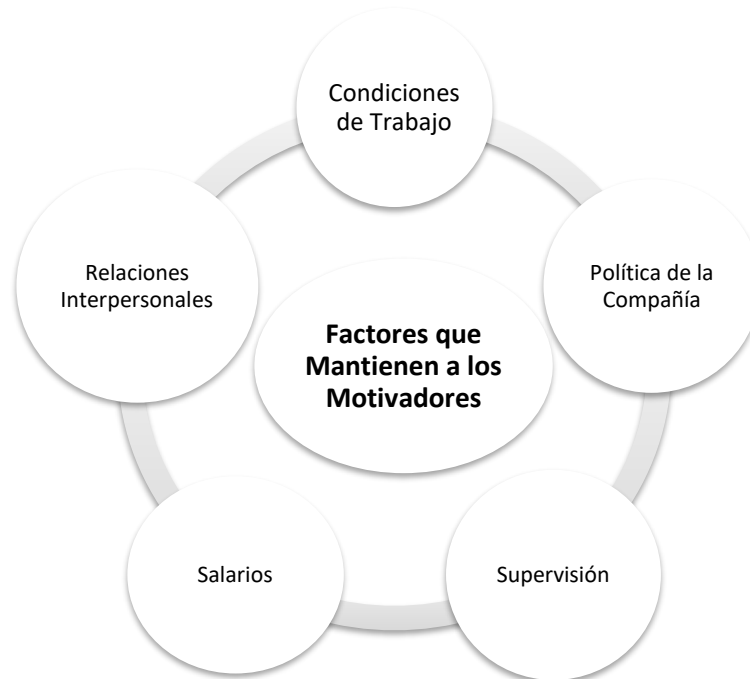 Condiciones
de Trabajo
Relaciones
Interpersonales
Política de la
Compañía
Factores que
Mantienen a los
Motivadores
Salarios
Supervisión